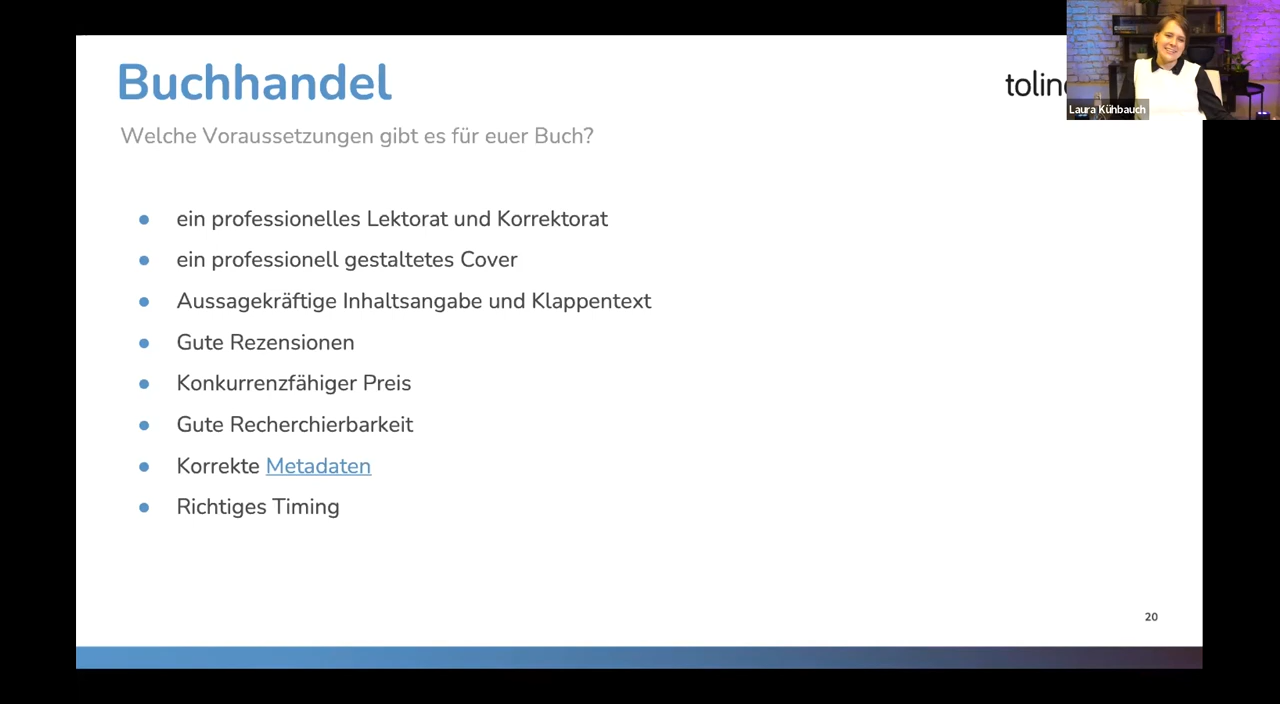 Buchhandel
Welche Voraussetzungen gibt es für euer Buch?
Laura Kühbauch
ein professionelles Lektorat und Korrektorat
ein professionell gestaltetes Cover
Aussagekräftige Inhaltsangabe und Klappentext
Gute Rezensionen
Konkurrenzfähiger Preis
Gute Recherchierbarkeit
Korrekte Metadaten
Richtiges Timing
20